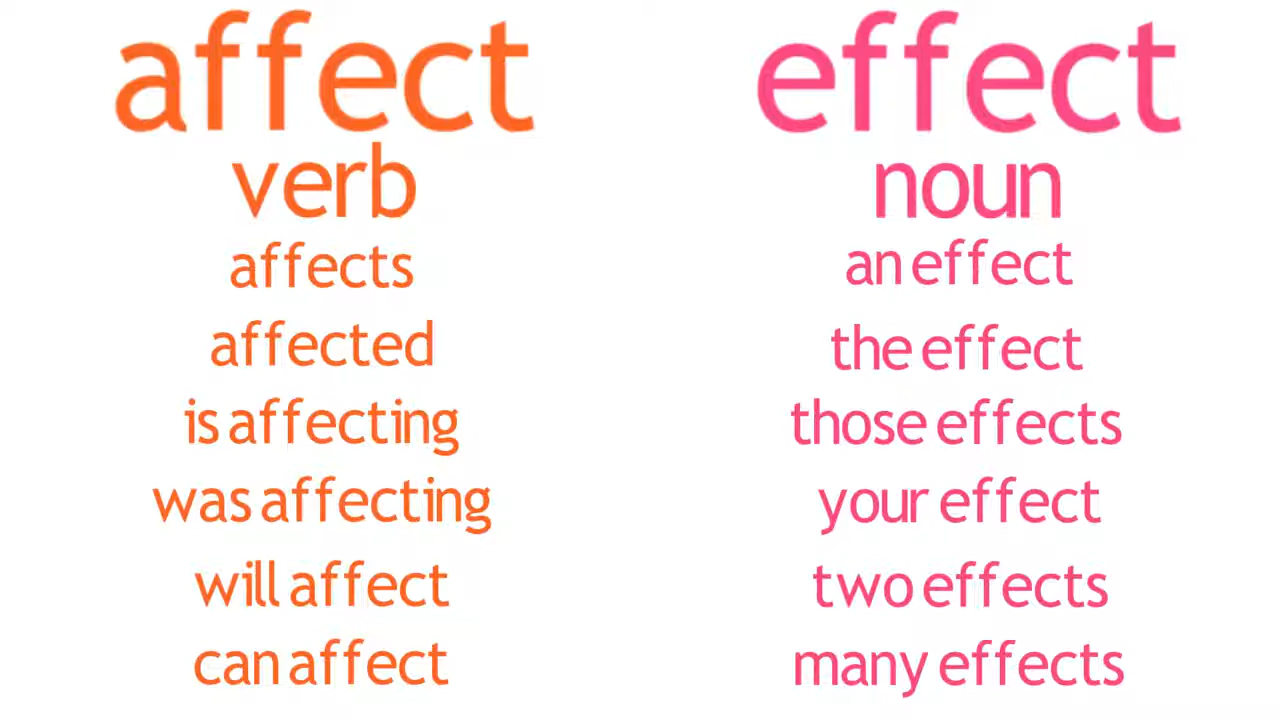 affect
verb
affects
affected
is affecting
was affecting
will affect
can affect
effect
noun
an effect
the effect
those effects
your effect
two effects
many effects